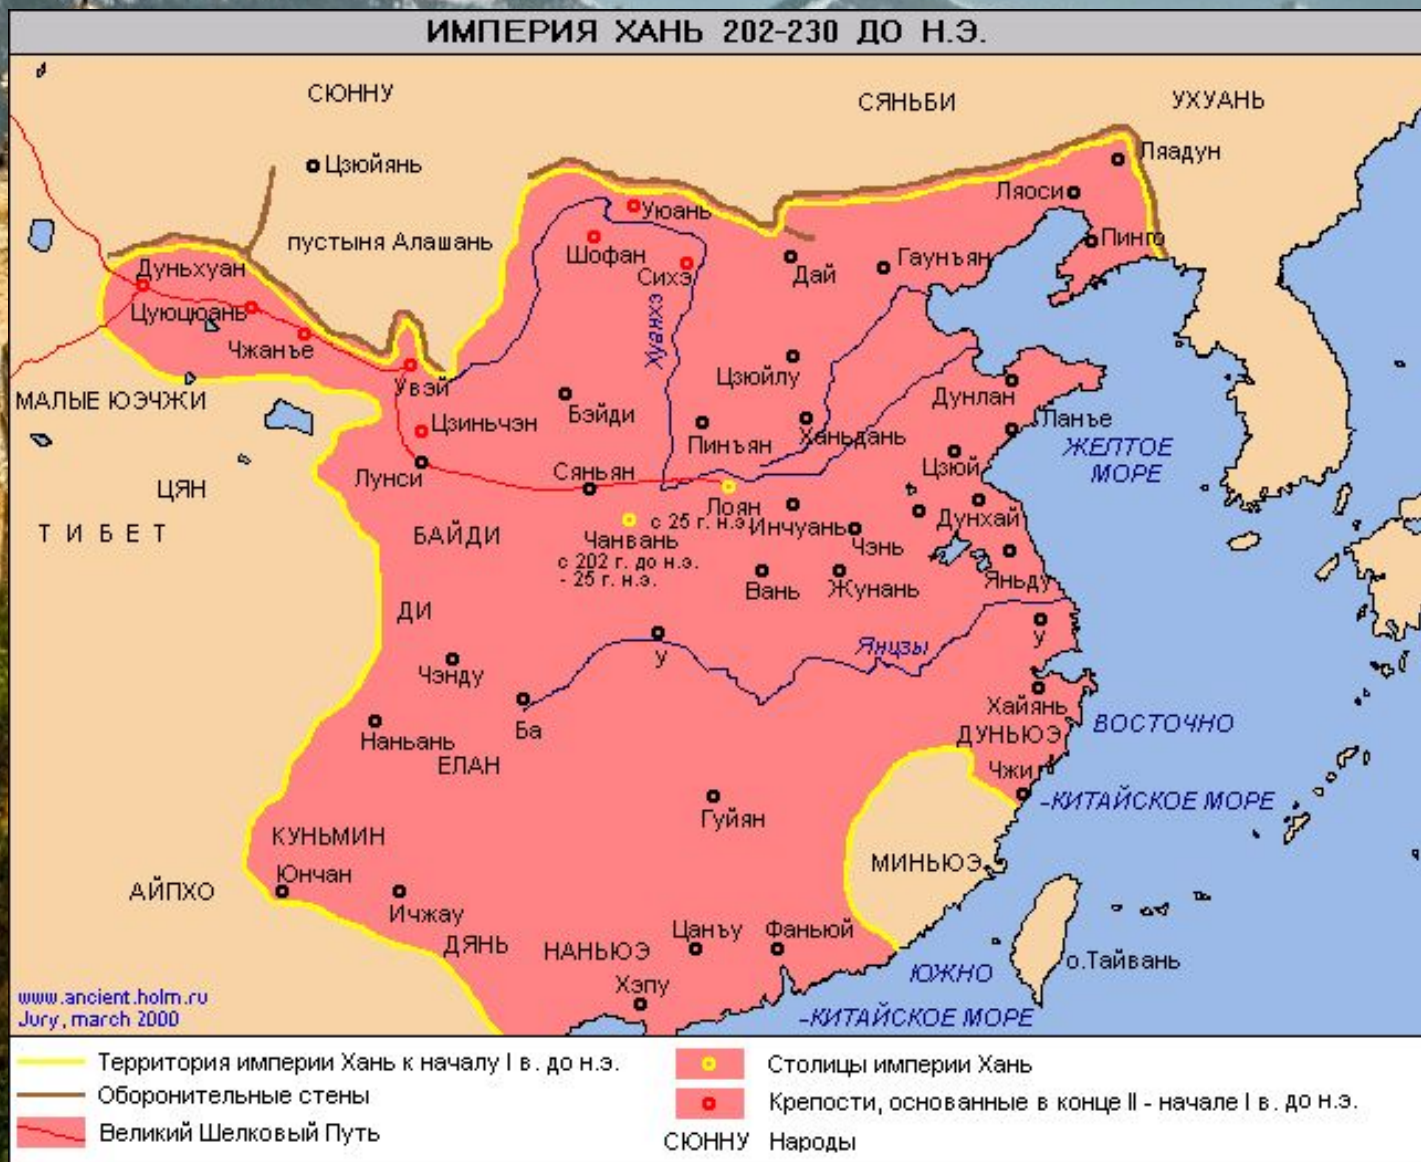 ИМПЕРИЯ ХАНЬ 202-230 ДО Н.Э.
СЮННУ
СЯНЬБИ
УХУАНЬ
Цзюйянь
Ляадун
Ляоси
Уюань
пустыня Алашань
Шофан
Пинго
Дуньхуан
Сихэ
Дай
Гаунъян
Цуюцюань
Хуанхэ
Чжанъе
Увэй
Цзюйлу
МАЛЫЕ ЮЭЧЖИ
Бэйди
Дунлан
Цзиньчэн
Пинъян
Ханьдань
Ланъе
ЖЕЛТОЕ
МОРЕ
Лунси
Сяньян
Цзюй
ЦЯН
Лоян
с 25 г. н.э.
Инчуань
Дунхай
ТИБЕТ
БАЙДИ
Чанвань
с 202 г. до н.э.
- 25 г. н.э.
Чэнь
Вань
Жунань
Яньду
ДИ
У
У
Янцзы
Чэнду
Хайянь
Ба
ВОСТОЧНО
-КИТАЙСКОЕ МОРЕ
Наньань
ДУНЬЮЭ
ЕЛАН
Чжи
Гуйян
КУНЬМИН
МИНЬЮЭ
Юнчан
АЙПХО
Ичжау
ДЯНЬ
НАНЬЮЭ
Цанъу
Фаньюй
о.Тайвань
Хэпу
ЮЖНО
-КИТАЙСКОЕ МОРЕ
www.ancient.holm.ru
Jury, march 2000
Территория империи Хань к началу I в. до н.э.
Оборонительные стены
Великий Шелковый Путь
Столицы империи Хань
Крепости, основанные в конце II - начале I в. до н.э.
СЮННУ Народы